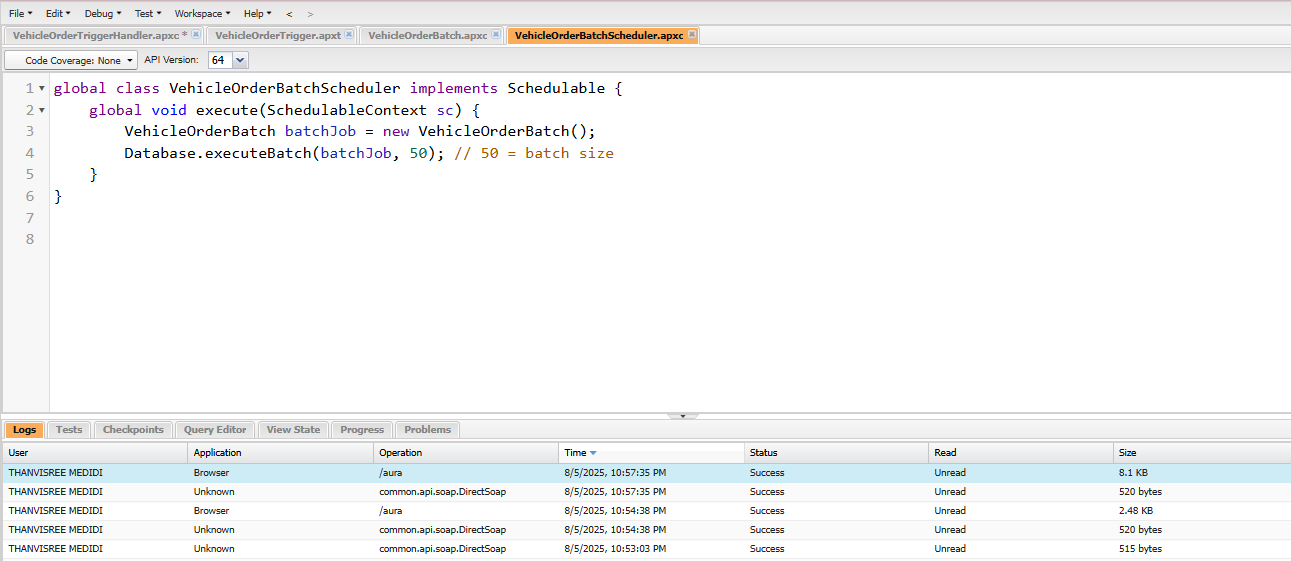 File Edit Debug Test Workspace Help < >
VehicleOrderTriggerHandler.apxc * VehicleOrderTrigger.apxt VehicleOrderBatch.apxc VehicleOrderBatchScheduler.apxc
Code Coverage: None API Version: 64
1 global class VehicleOrderBatchScheduler implements Schedulable {
2 global void execute(SchedulableContext sc) {
3 VehicleOrderBatch batchJob = new VehicleOrderBatch();
4 Database.executeBatch(batchJob, 50); // 50 = batch size
5 }
6 }
7
8
Logs Tests Checkpoints Query Editor View State Progress Problems
User Application Operation Time Status Read Size
THANVISREE MEDIDI Browser /aura 8/5/2025, 10:57:35 PM Success Unread 8.1 KB
THANVISREE MEDIDI Unknown common.api.soap.DirectSoap 8/5/2025, 10:57:35 PM Success Unread 520 bytes
THANVISREE MEDIDI Browser /aura 8/5/2025, 10:54:38 PM Success Unread 2.48 KB
THANVISREE MEDIDI Unknown common.api.soap.DirectSoap 8/5/2025, 10:54:38 PM Success Unread 520 bytes
THANVISREE MEDIDI Unknown common.api.soap.DirectSoap 8/5/2025, 10:53:03 PM Success Unread 515 bytes